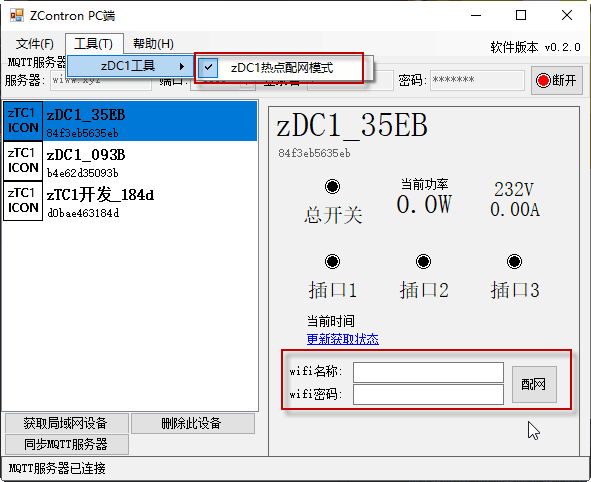 ZContron PC端
文件(F) 工具(T) 帮助(H)
软件版本 v0.2.0
zDC1工具
zDC1热点配网模式
MQTT服务器
服务器:
端口:
密码: *******
断开
zTC1 ICON
zDC1_35EB
84f3eb5635eb
zTC1 ICON
zDC1_093B
b4e62d35093b
zTC1 ICON
zTC1开发_184d
d0bae463184d
zDC1_35EB
84f3eb5635eb
总开关
当前功率
0.0W
232V
0.00A
插口1
插口2
插口3
当前时间
更新获取状态
wifi名称:
wifi密码:
配网
获取局域网设备
删除此设备
同步MQTT服务器
MQTT服务器已连接